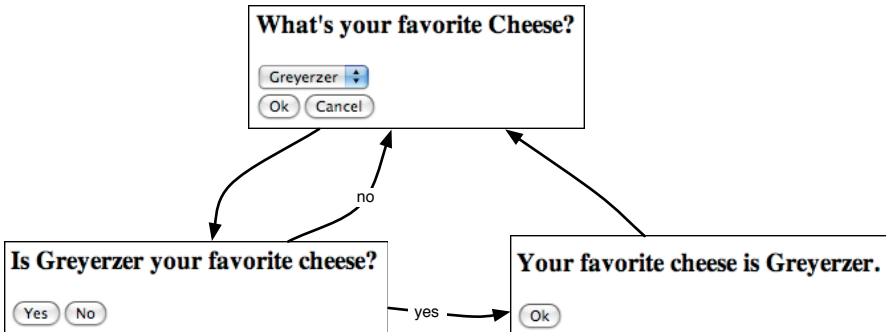 What's your favorite Cheese?
Greyerzer
Ok Cancel
no
Is Greyerzer your favorite cheese?
Yes No
yes
Your favorite cheese is Greyerzer.
Ok